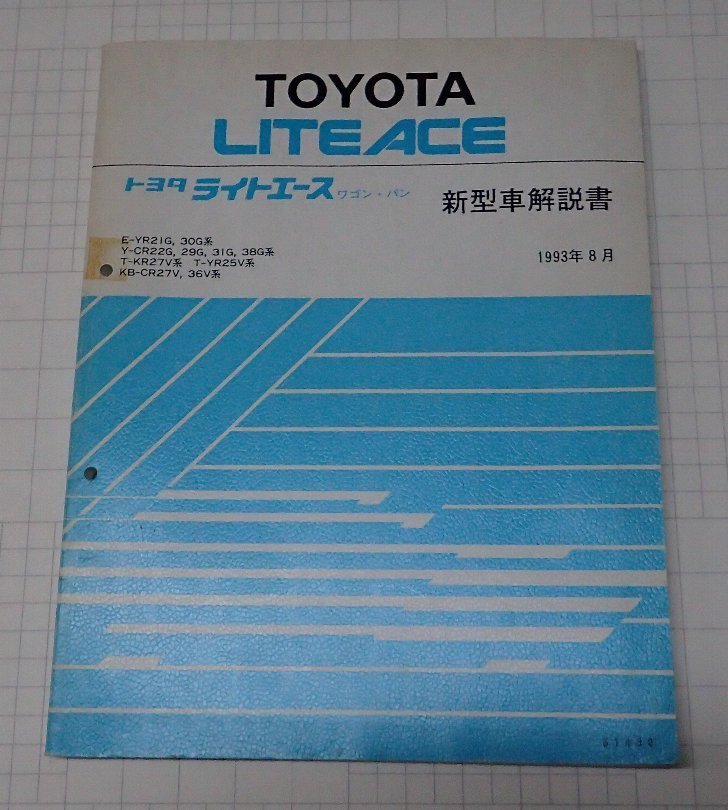 TOYOTA
LITEACE
トヨタ ライトエース ワゴン・バン 新型車解説書
E-YR21G, 30G系
Y-CR22G, 29G, 31G, 38G系
T-KR27V系 T-YR25V系
KB-CR27V, 36V系
1993年 8 月